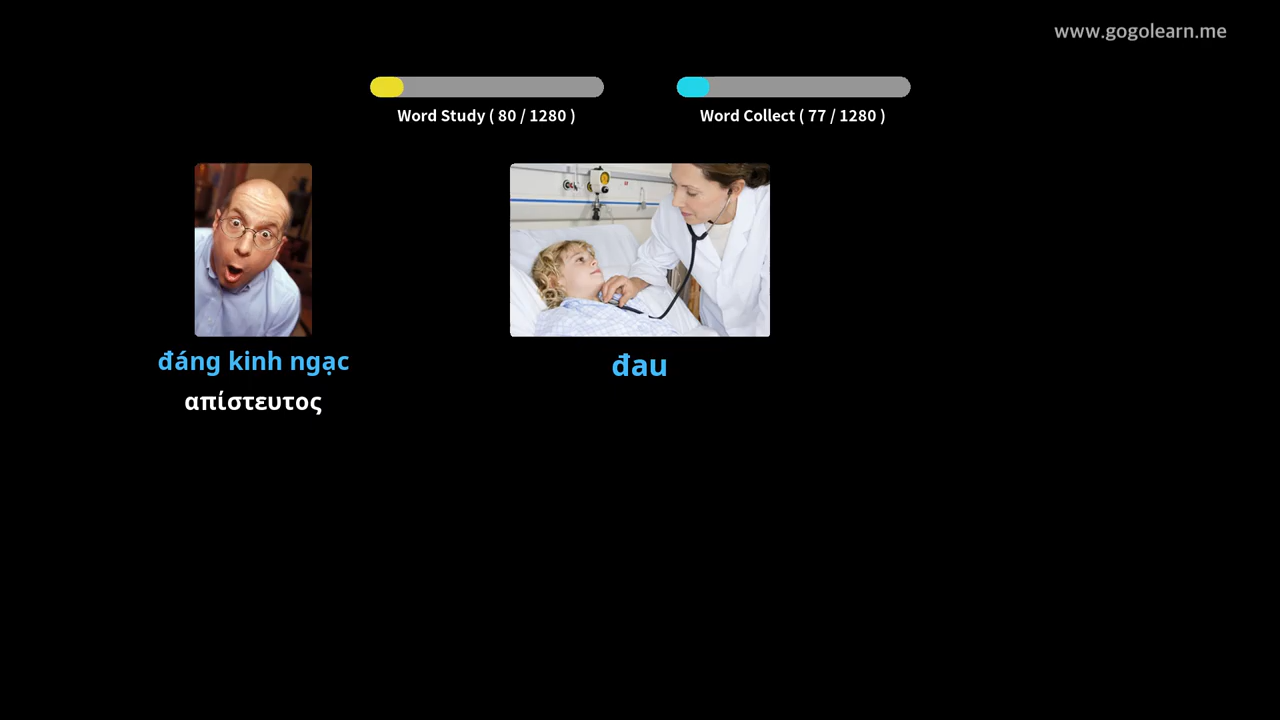 www.gogolearn.me
Word Study ( 80 / 1280 )
Word Collect ( 77 / 1280 )
đáng kinh ngạc
απίστευτος
đau